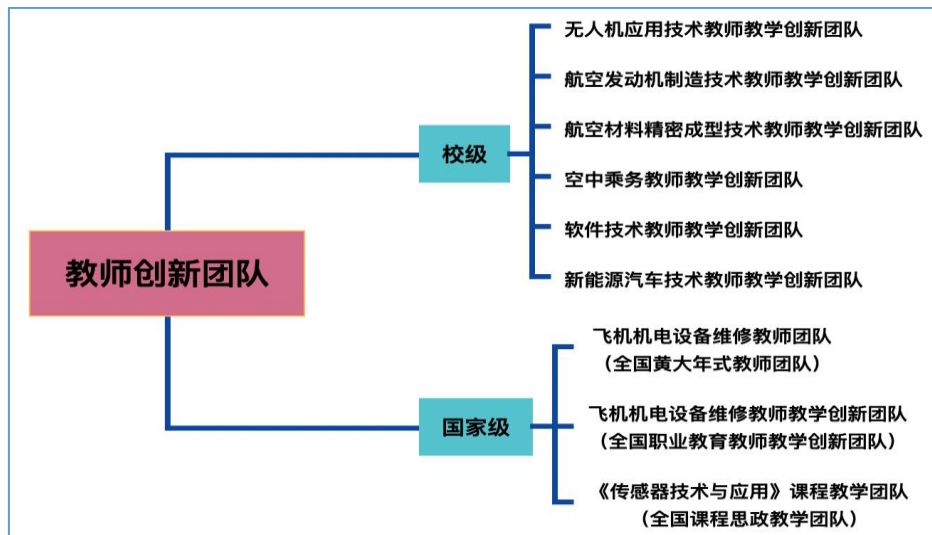 教师创新团队
校级
无人机应用技术教师教学创新团队
航空发动机制造技术教师教学创新团队
航空材料精密成型技术教师教学创新团队
空中乘务教师教学创新团队
软件技术教师教学创新团队
新能源汽车技术教师教学创新团队
国家级
飞机机电设备维修教师团队
（全国黄大年式教师团队）
飞机机电设备维修教师教学创新团队
（全国职业教育教师教学创新团队）
《传感器技术与应用》课程教学团队
（全国课程思政教学团队）